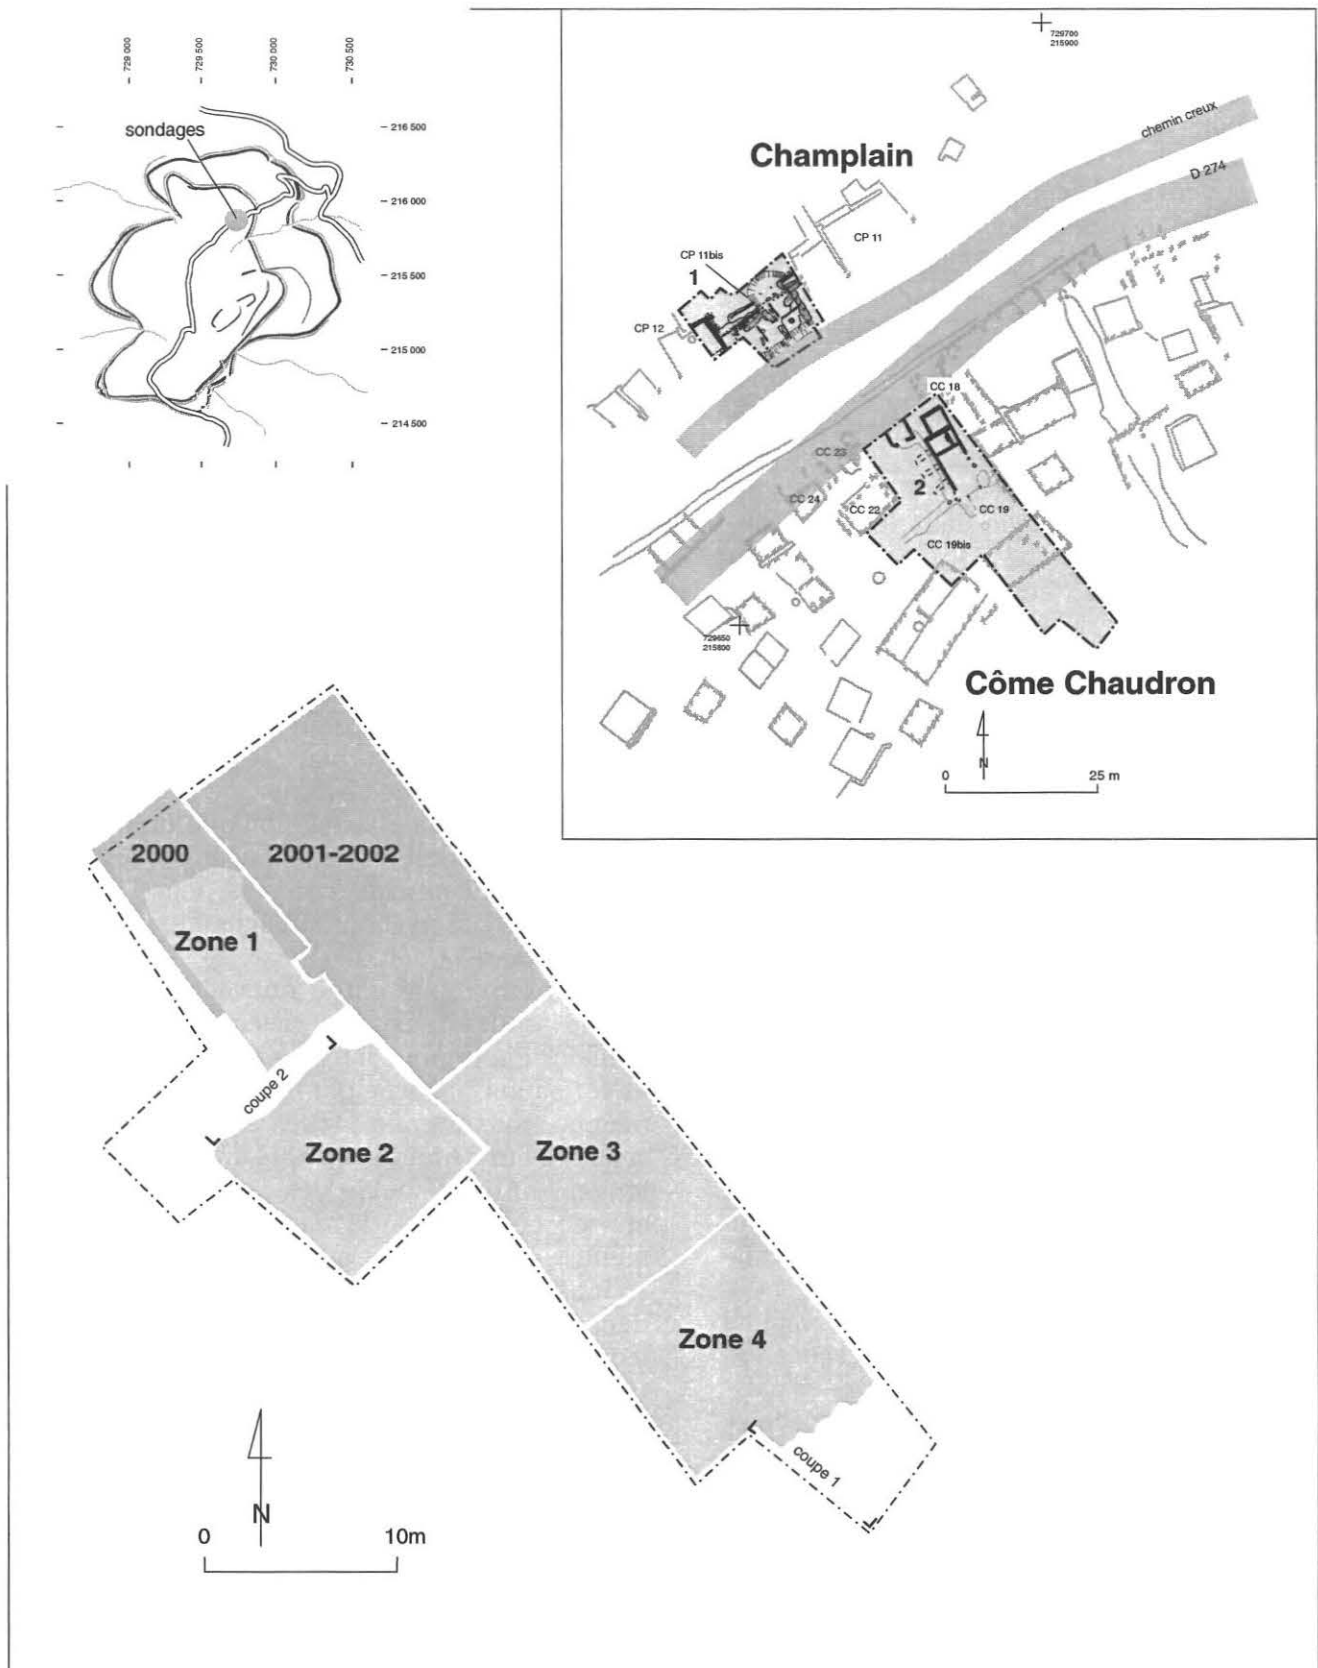 729 000
729 500
730 000
730 500
216 500
216 000
215 500
215 000
214 500
sondages
729700
215900
chemin creux
D 274
Champlain
CP 11
CP 11bis
1
CP 12
CC 18
CC 23
2
CC 24
CC 22
CC 19
CC 19bis
729650
215800
Côme Chaudron
N
0
25 m
2000
2001-2002
Zone 1
coupe 2
Zone 2
Zone 3
Zone 4
coupe 1
N
0
10m